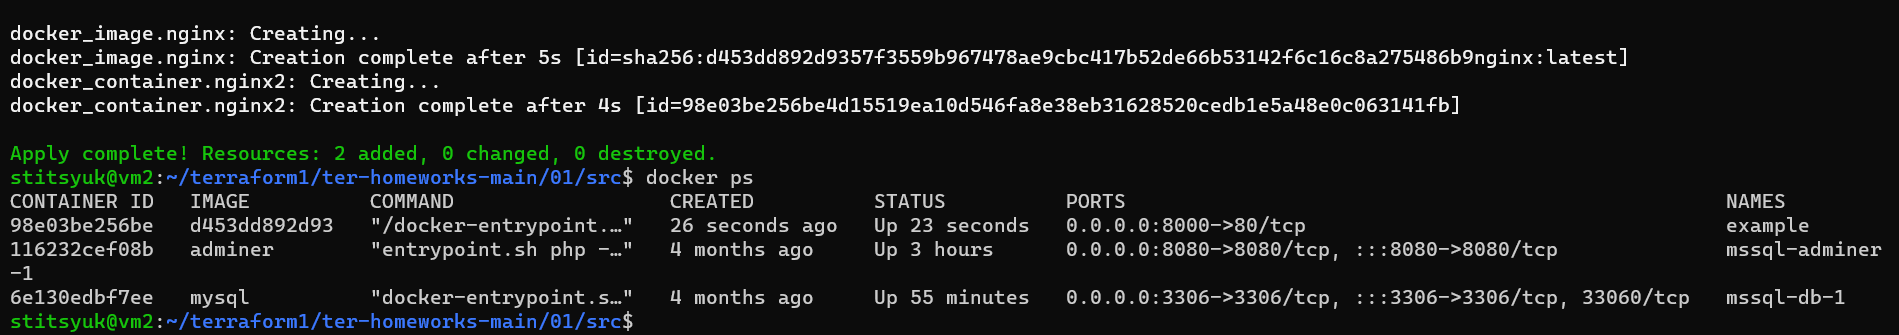 docker_image.nginx: Creating...
docker_image.nginx: Creation complete after 5s [id=sha256:d453dd892d9357f3559b967478ae9cbc417b52de66b53142f6c16c8a275486b9nginx:latest]
docker_container.nginx2: Creating...
docker_container.nginx2: Creation complete after 4s [id=98e03be256be4d15519ea10d546fa8e38eb31628520cedb1e5a48e0c063141fb]
Apply complete! Resources: 2 added, 0 changed, 0 destroyed.
stitsyuk@vm2:~/terraform1/ter-homeworks-main/01/src$ docker ps
CONTAINER ID   IMAGE          COMMAND                  CREATED          STATUS          PORTS                                                  NAMES
98e03be256be   d453dd892d93   "/docker-entrypoint.…"   26 seconds ago   Up 23 seconds   0.0.0.0:8000->80/tcp                                   example
116232cef08b   adminer        "entrypoint.sh php -…"   4 months ago     Up 3 hours      0.0.0.0:8080->8080/tcp, :::8080->8080/tcp              mssql-adminer
-1
6e130edbf7ee   mysql          "docker-entrypoint.s…"   4 months ago     Up 55 minutes   0.0.0.0:3306->3306/tcp, :::3306->3306/tcp, 33060/tcp   mssql-db-1
stitsyuk@vm2:~/terraform1/ter-homeworks-main/01/src$